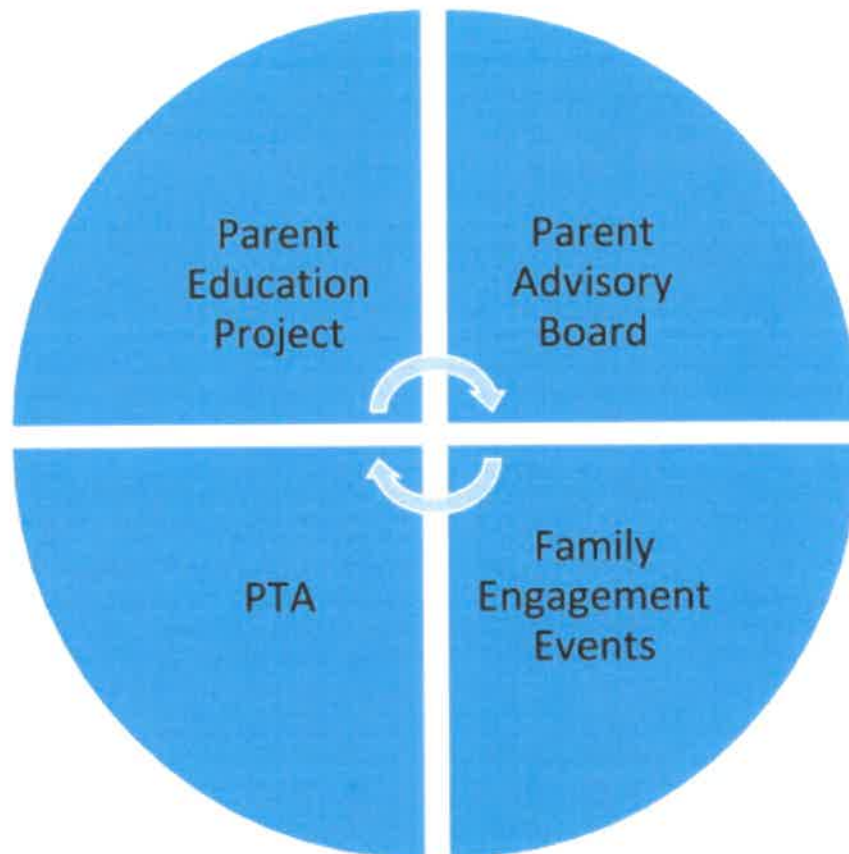 Parent
Education
Project
Parent
Advisory
Board
PTA
Family
Engagement
Events